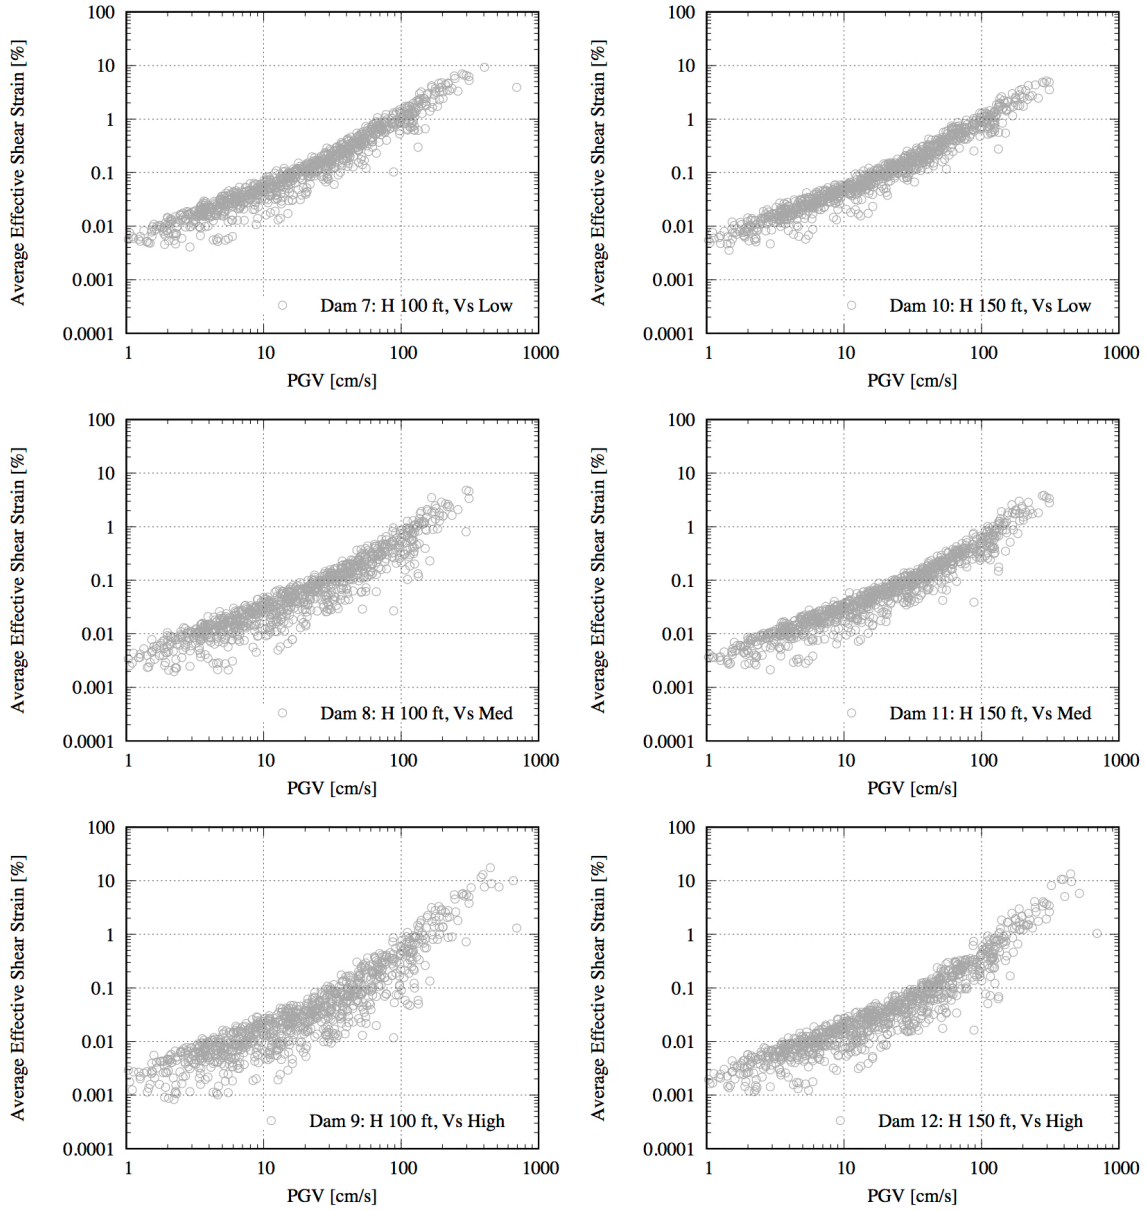 100
10
1
0.1
0.01
0.001
0.0001
Average Effective Shear Strain [%]
Dam 7: H 100 ft, Vs Low
1 10 100 1000
PGV [cm/s]
100
10
1
0.1
0.01
0.001
0.0001
Average Effective Shear Strain [%]
Dam 10: H 150 ft, Vs Low
1 10 100 1000
PGV [cm/s]
100
10
1
0.1
0.01
0.001
0.0001
Average Effective Shear Strain [%]
Dam 8: H 100 ft, Vs Med
1 10 100 1000
PGV [cm/s]
100
10
1
0.1
0.01
0.001
0.0001
Average Effective Shear Strain [%]
Dam 11: H 150 ft, Vs Med
1 10 100 1000
PGV [cm/s]
100
10
1
0.1
0.01
0.001
0.0001
Average Effective Shear Strain [%]
Dam 9: H 100 ft, Vs High
1 10 100 1000
PGV [cm/s]
100
10
1
0.1
0.01
0.001
0.0001
Average Effective Shear Strain [%]
Dam 12: H 150 ft, Vs High
1 10 100 1000
PGV [cm/s]